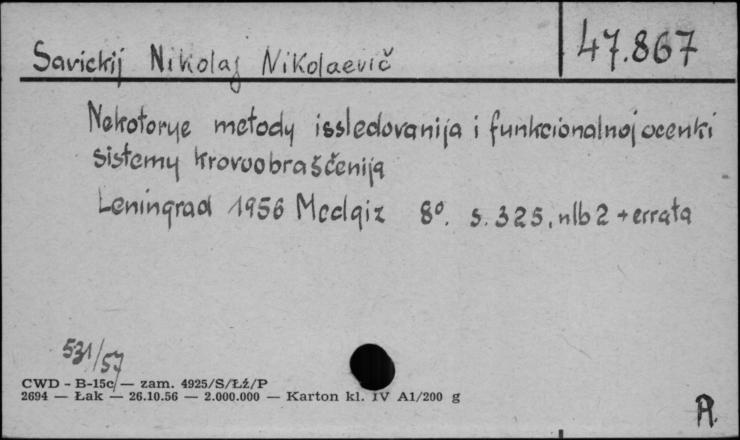 Savickij Nikolaj Nikolaevič
47.867
Nekotorye metody issledovanija i funkcionalnoj ocenki
sistemy krovoobraščenija
Leningrad 1956 Medgiz 8°. s. 325, nlb 2 + errata
531/57
CWD - B-15c/ — zam. 4925/S/Łź/P
2694 — Łak — 26.10.56 — 2.000.000 — Karton kl. IV A1/200 g
A